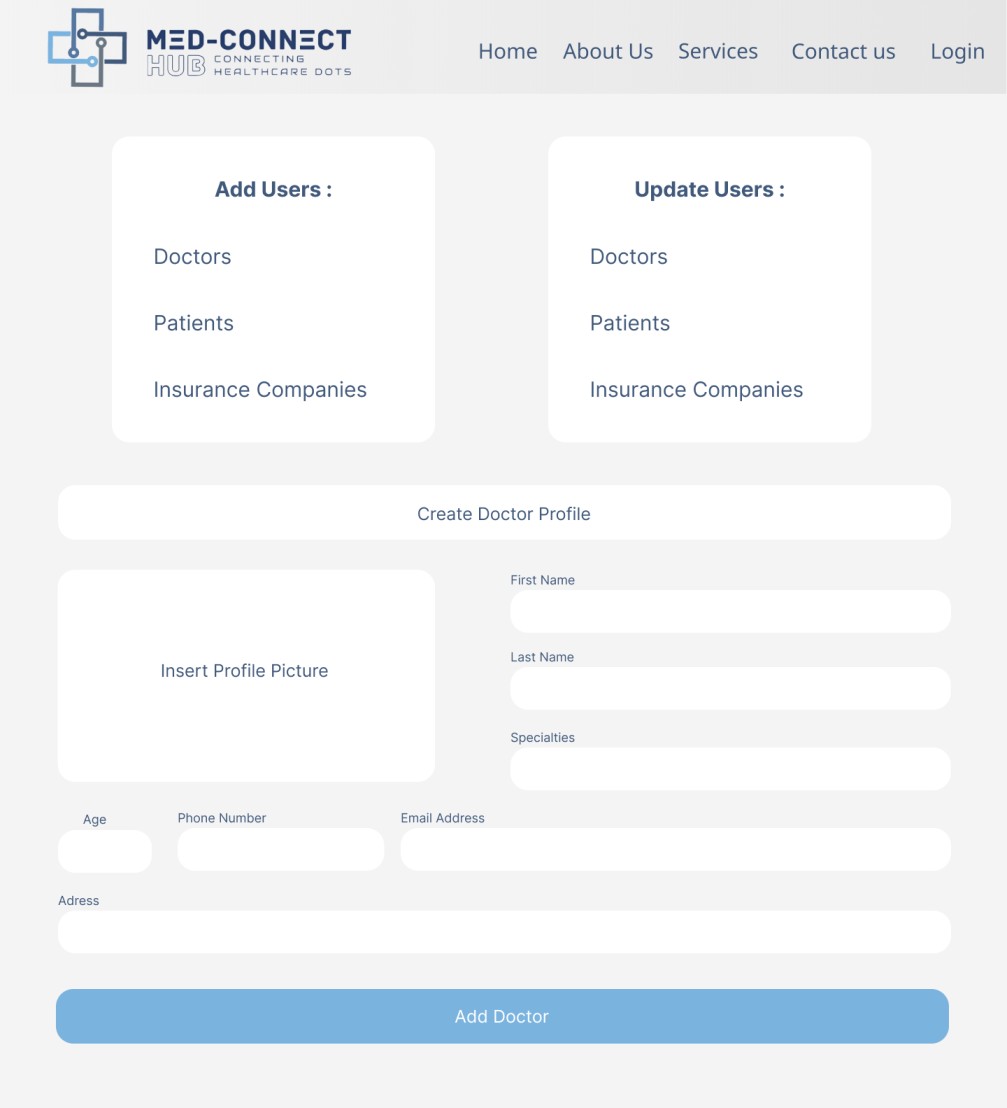 MED-CONNECT
HUB CONNECTING
HEALTHCARE DOTS
Home About Us Services Contact us Login
Add Users :
Doctors
Patients
Insurance Companies
Update Users :
Doctors
Patients
Insurance Companies
Create Doctor Profile
Insert Profile Picture
First Name
Last Name
Specialties
Age Phone Number Email Address
Adress
Add Doctor